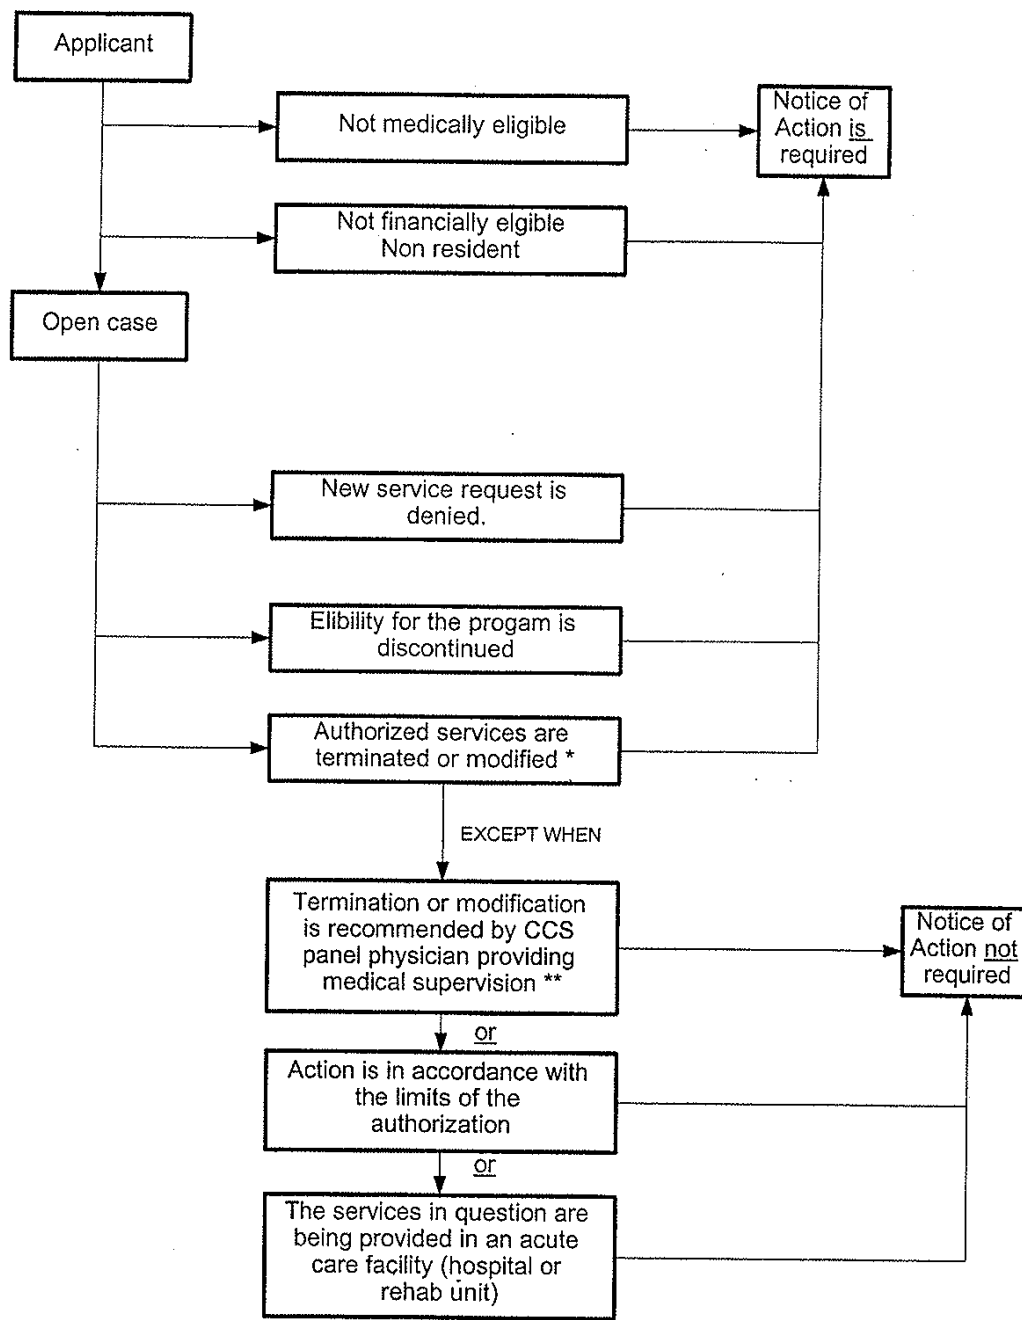 Applicant
Not medically eligible
Notice of
Action is
required
Not financially elgible
Non resident
Open case
New service request is
denied.
Elibility for the progam is
discontinued
Authorized services are
terminated or modified *
EXCEPT WHEN
Termination or modification
is recommended by CCS
panel physician providing
medical supervision **
Notice of
Action not
required
or
Action is in accordance with
the limits of the
authorization
or
The services in question are
being provided in an acute
care facility (hospital or
rehab unit)